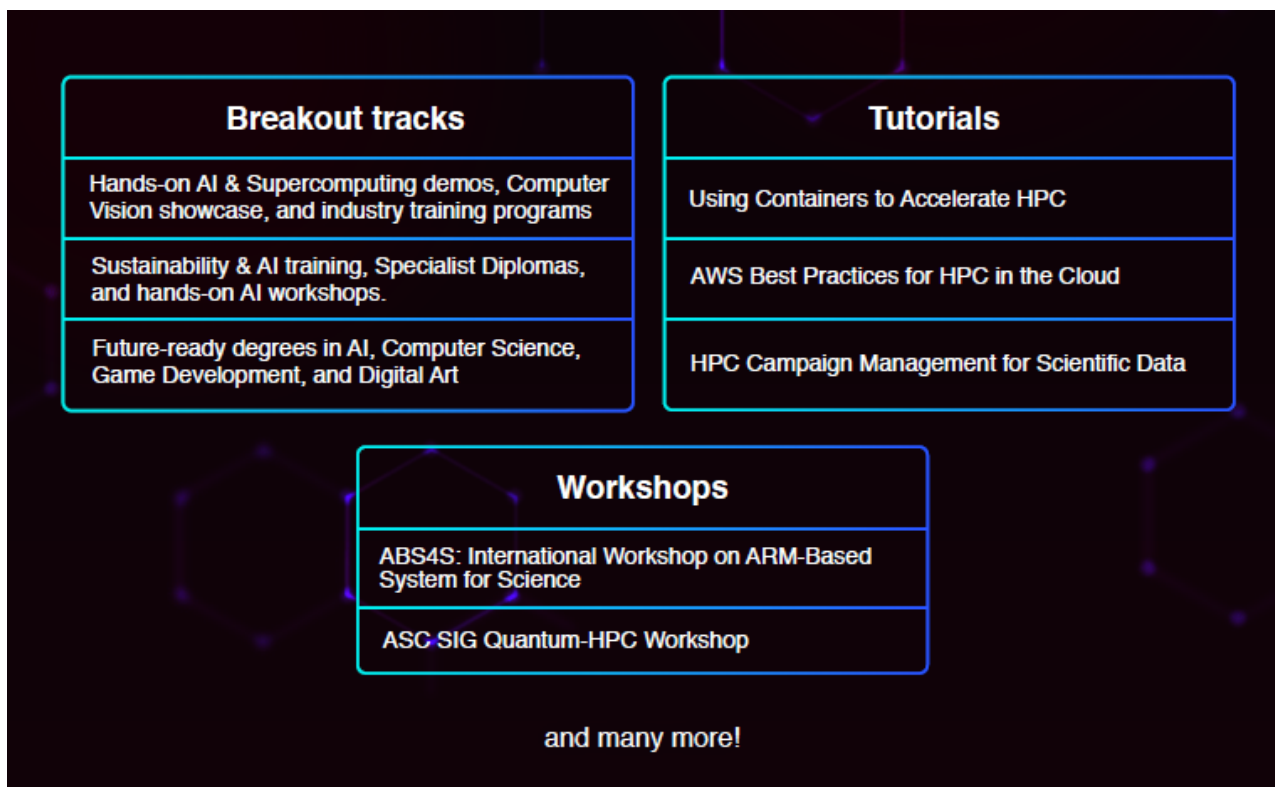 Breakout tracks
Hands-on AI & Supercomputing demos, Computer
Vision showcase, and industry training programs
Sustainability & AI training, Specialist Diplomas,
and hands-on AI workshops.
Future-ready degrees in AI, Computer Science,
Game Development, and Digital Art
Tutorials
Using Containers to Accelerate HPC
AWS Best Practices for HPC in the Cloud
HPC Campaign Management for Scientific Data
Workshops
ABS4S: International Workshop on ARM-Based
System for Science
ASC SIG Quantum-HPC Workshop
and many more!